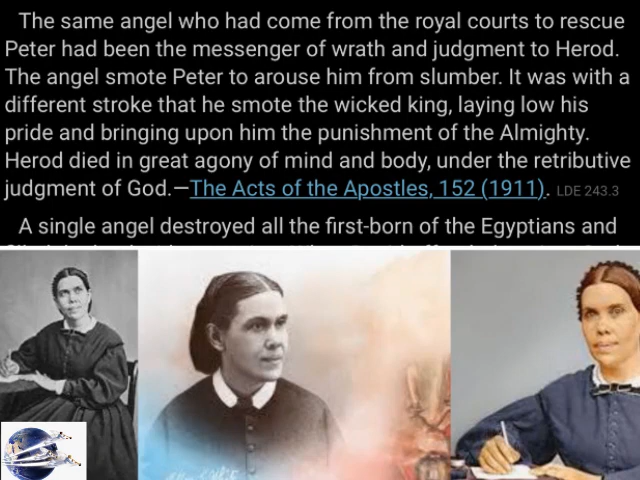 The same angel who had come from the royal courts to rescue
Peter had been the messenger of wrath and judgment to Herod.
The angel smote Peter to arouse him from slumber. It was with a
different stroke that he smote the wicked king, laying low his
pride and bringing upon him the punishment of the Almighty.
Herod died in great agony of mind and body, under the retributive
judgment of God.—The Acts of the Apostles, 152 (1911). LDE 243.3
A single angel destroyed all the first-born of the Egyptians and